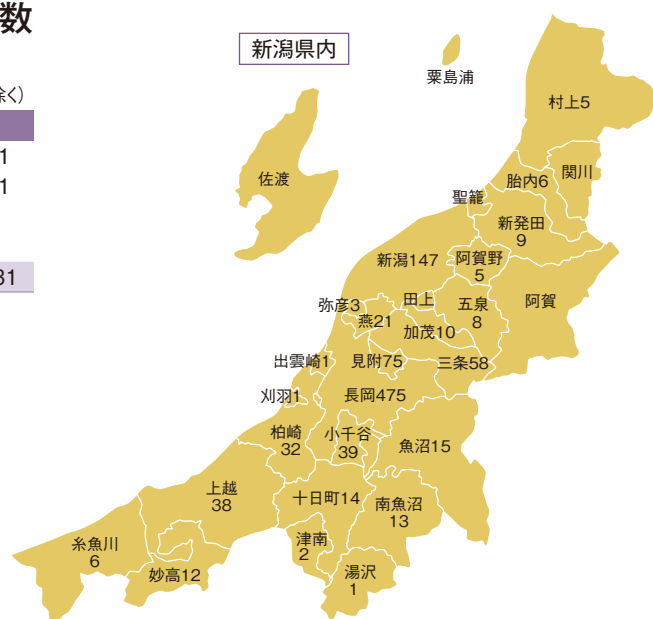 数
新潟県内
除く)
1
1
31
粟島浦
村上5
佐渡
関川
胎内6
聖籠
新発田
9
新潟147
阿賀野
5
阿賀
弥彦3
燕21
田上
五泉
8
加茂10
出雲崎1
見附75
三条58
刈羽1
長岡475
柏崎
32
小千谷
39
魚沼15
上越
38
十日町14
南魚沼
13
糸魚川
6
妙高12
津南
2
湯沢
1